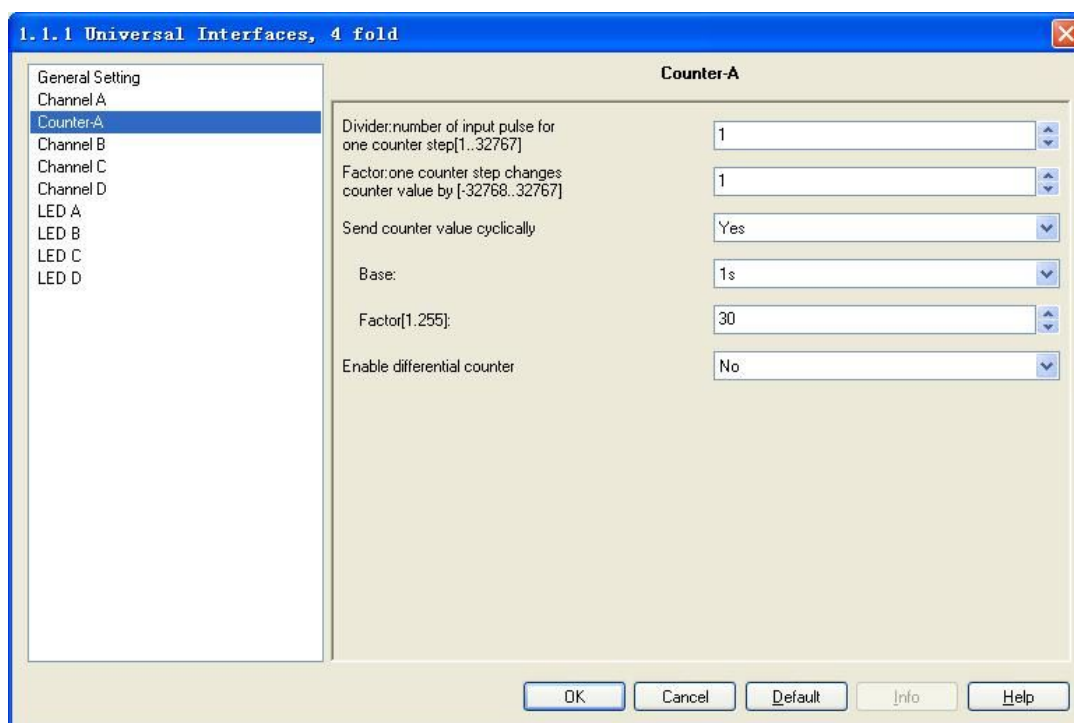 1.1.1 Universal Interfaces, 4 fold
General Setting
Channel A
Counter-A
Channel B
Channel C
Channel D
LED A
LED B
LED C
LED D
Counter-A
Divider:number of input pulse for
one counter step[1..32767]
1
Factor:one counter step changes
counter value by [-32768..32767]
1
Send counter value cyclically
Yes
Base:
1s
Factor[1.255]:
30
Enable differential counter
No
OK
Cancel
Default
Info
Help